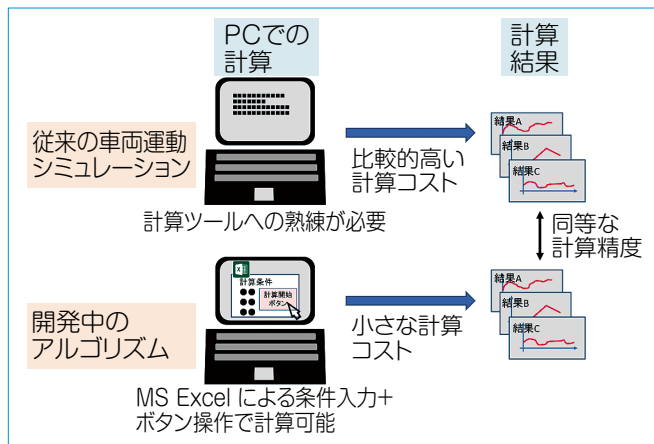 PCでの
計算
計算
結果
従来の車両運動
シミュレーション
結果A
結果B
結果C
比較的高い
計算コスト
計算ツールへの熟練が必要
同等な
計算精度
計算条件
計算開始
ボタン
開発中の
アルゴリズム
結果A
結果B
結果C
小さな計算
コスト
MS Excel による条件入力+
ボタン操作で計算可能